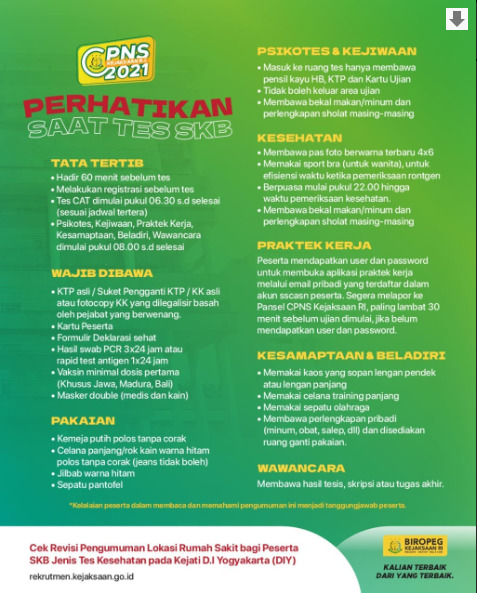 CPNS
KEJAKSAAN R.I
2021
PERHATIKAN
SAAT TES SKB
TATA TERTIB
• Hadir 60 menit sebelum tes
• Melakukan registrasi sebelum tes
• Tes CAT dimulai pukul 06.30 s.d selesai
(sesuai jadwal tertera)
• Psikotes, Kejiwaan, Praktek Kerja,
Kesamaptaan, Beladiri, Wawancara
dimulai pukul 08.00 s.d selesai
WAJIB DIBAWA
• KTP asli / Suket Pengganti KTP / KK asli
atau fotocopy KK yang dilegalisir basah
oleh pejabat yang berwenang.
• Kartu Peserta
• Formulir Deklarasi sehat
• Hasil swab PCR 3x24 jam atau
rapid test antigen 1x24 jam
• Vaksin minimal dosis pertama
(Khusus Jawa, Madura, Bali)
• Masker double (medis dan kain)
PAKAIAN
• Kemeja putih polos tanpa corak
• Celana panjang/rok kain warna hitam
polos tanpa corak (jeans tidak boleh)
• Jilbab warna hitam
• Sepatu pantofel
PSIKOTES & KEJIWAAN
• Masuk ke ruang tes hanya membawa
pensil kayu HB, KTP dan Kartu Ujian
• Tidak boleh keluar area ujian
• Membawa bekal makan/minum dan
perlengkapan sholat masing-masing
KESEHATAN
• Membawa pas foto berwarna terbaru 4x6
• Memakai sport bra (untuk wanita), untuk
efisiensi waktu ketika pemeriksaan rontgen
• Berpuasa mulai pukul 22.00 hingga
waktu pemeriksaan kesehatan.
• Membawa bekal makan/minum dan
perlengkapan sholat masing-masing
PRAKTEK KERJA
Peserta mendapatkan user dan password
untuk membuka aplikasi praktek kerja
melalui email pribadi yang terdaftar dalam
akun sscasn peserta. Segera melapor ke
Pansel CPNS Kejaksaan RI, paling lambat 30
menit sebelum ujian dimulai, jika belum
mendapatkan user dan password.
KESAMAPTAAN & BELADIRI
• Memakai kaos yang sopan lengan pendek
atau lengan panjang
• Memakai celana training panjang
• Memakai sepatu olahraga
• Membawa perlengkapan pribadi
(minum, obat, salep, dll) dan disediakan
ruang ganti pakaian.
WAWANCARA
Membawa hasil tesis, skripsi atau tugas akhir.
*Kelalaian peserta dalam membaca dan memahami pengumuman ini menjadi tanggungjawab peserta.
Cek Revisi Pengumuman Lokasi Rumah Sakit bagi Peserta
SKB Jenis Tes Kesehatan pada Kejati D.I Yogyakarta (DIY)
rekrutmen.kejaksaan.go.id
BIROPEG
KEJAKSAAN RI
KALIAN TERBAIK
DARI YANG TERBAIK.